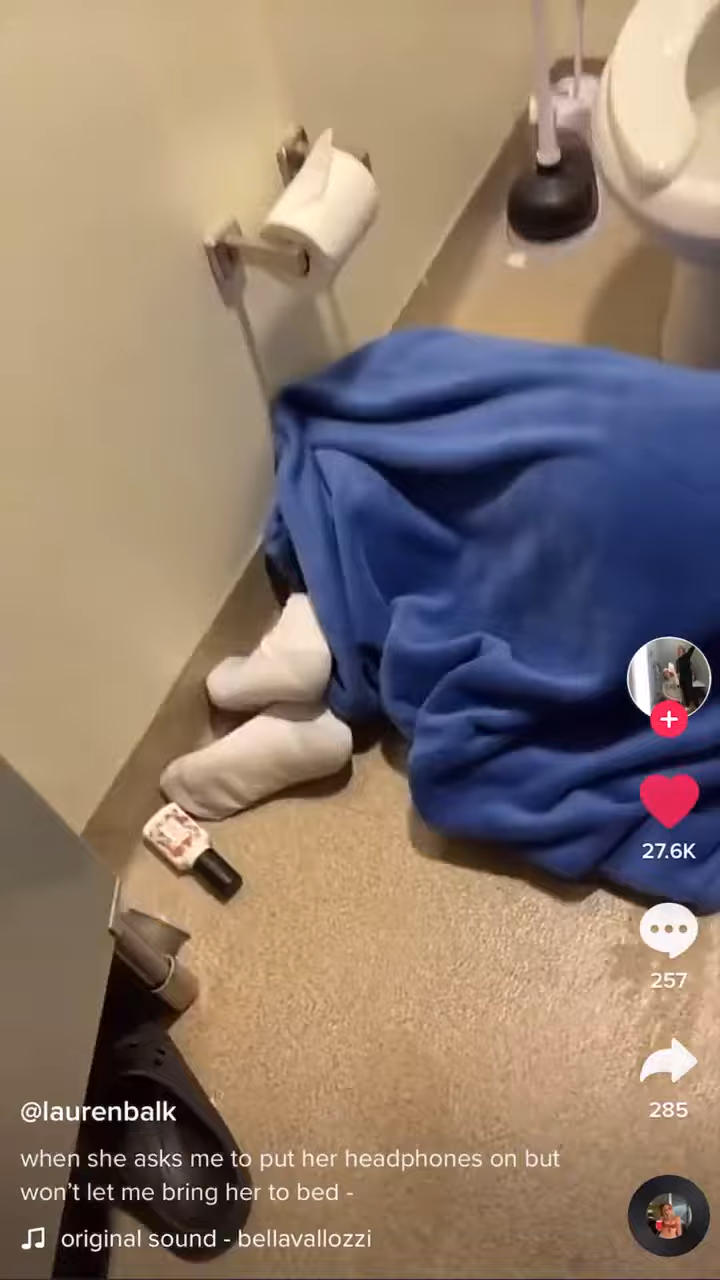 27.6K
257
285
@laurenbalk
when she asks me to put her headphones on but
won't let me bring her to bed -
original sound - bellavallozzi